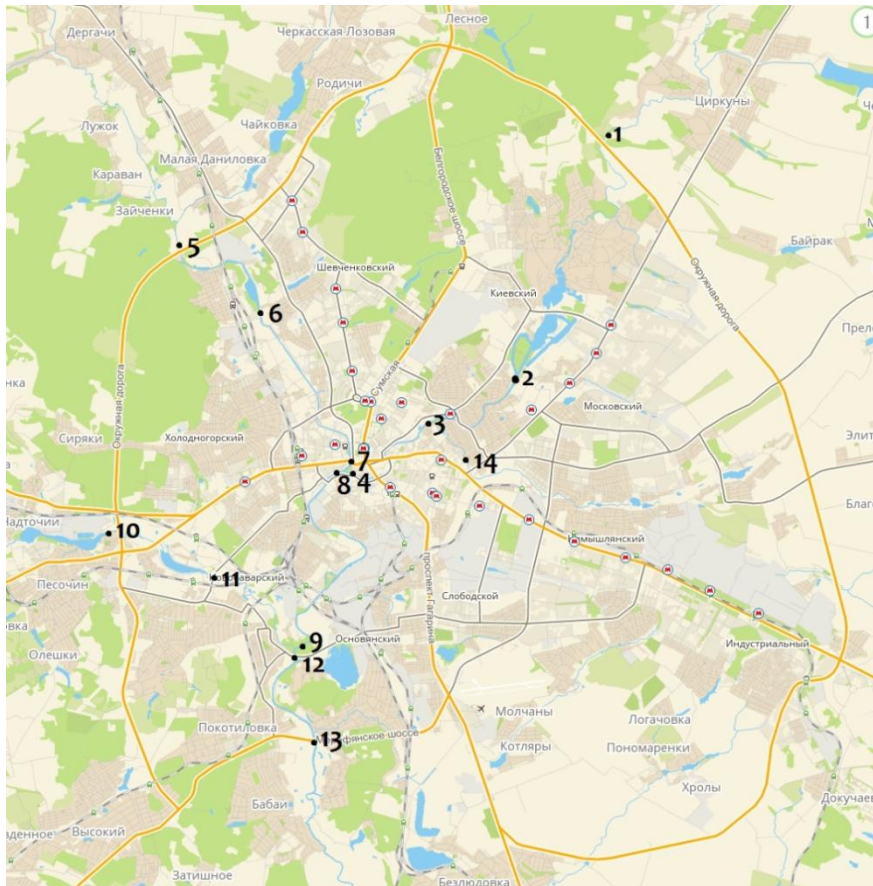 Лесное
Дергачи
Черкасская Лозовая
1
Родичи
Циркуны
Чайковка
Лужок
1
Малая Даниловка
Караван
Белгородское шоссе
Зайченки
5
Байрак
Шевченковский
Окружная дорога
Киевский
6
Сумская
2
Московский
Окружная дорога
3
Сиряки
Холодногорский
7
14
8
4
Надточии
10
Песочин
11
проспект Гагарина
Слободской
9
Основянский
Индустриальный
12
Олешки
Молчаны
Логачовка
Покотиловка
13
шоссе
Котляры
Пономаренки
Хролы
Бабаи
Высокий
Затишное
Безлюдовка